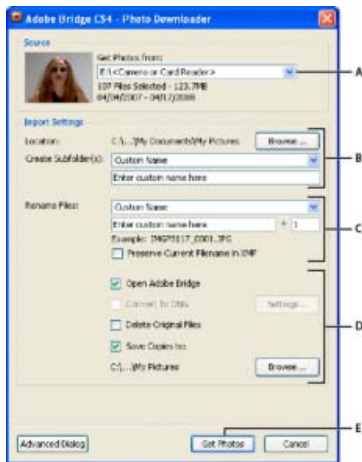 Adobe Bridge CS4 - Photo Downloader
Source
Get Photos from:
E:\<Camera or Card Reader>
A
107 Files Selected - 123.7MB
04/04/2007 - 04/17/2008
Import Settings
Location: C:\...\My Documents\My Pictures Browse ...
B
Create Subfolder(s): Custom Name
Enter custom name here
Rename Files: Custom Name
Enter custom name here + 1
C
Example: IMGP3117_0001.JPG
Preserve Current Filename in XMP
Open Adobe Bridge
Convert To DNG Settings...
D
Delete Original Files
Save Copies to:
C:\...\My Pictures Browse ...
E
Advanced Dialog Get Photos Cancel